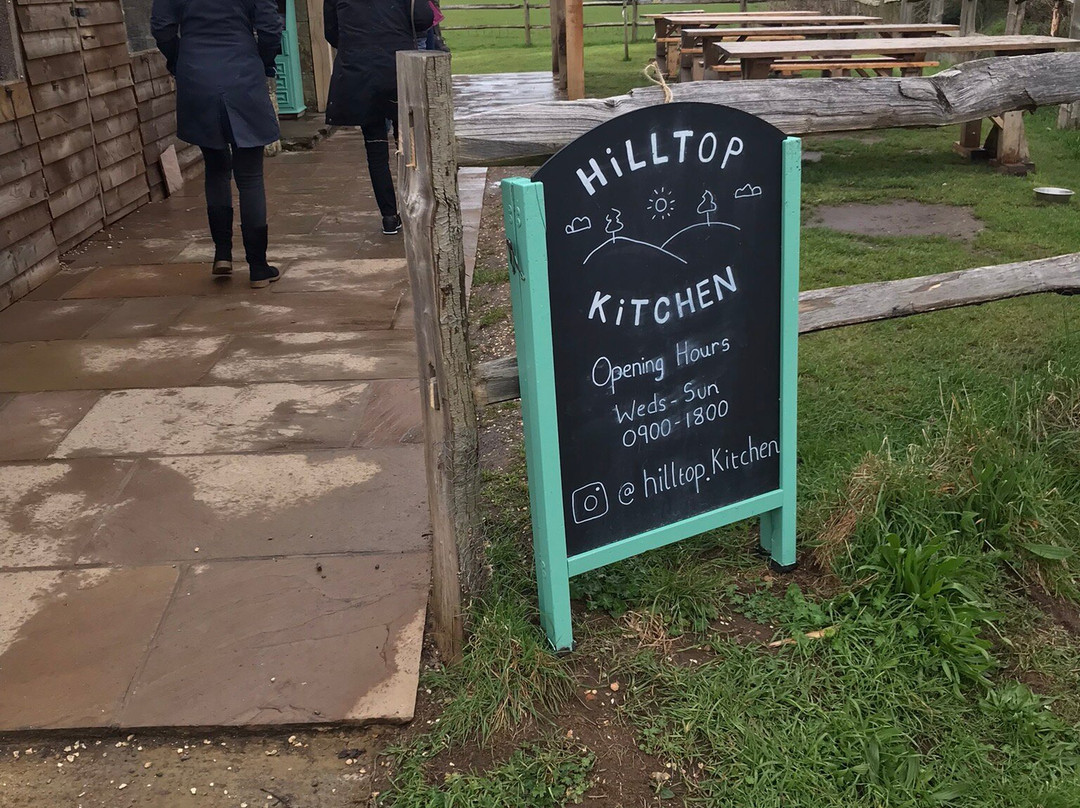 HiLLTOP
KiTCHEN
Opening Hours
Weds - Sun
0900-1800
@hilltop.Kitchen